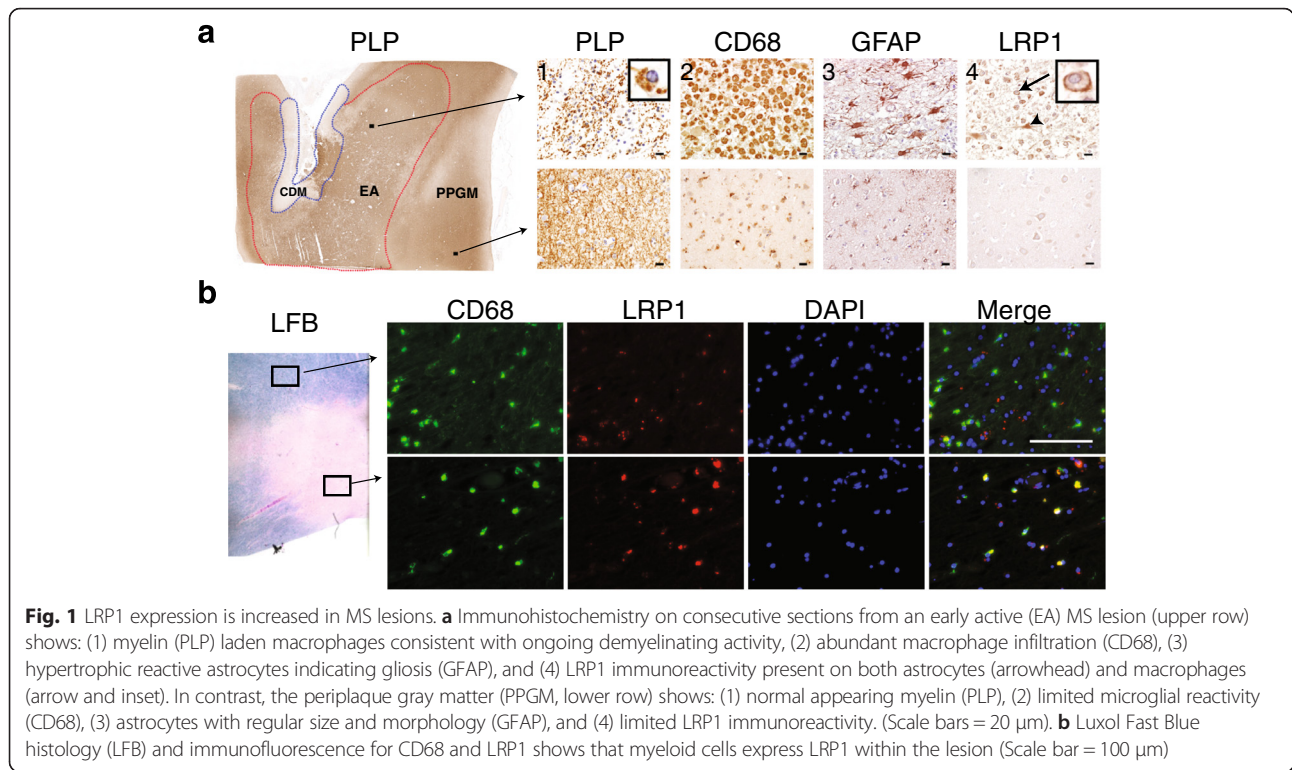 a
PLP PLP CD68 GFAP LRP1
1 2 3 4
CDM EA PPGM
b
LFB CD68 LRP1 DAPI Merge
Fig. 1 LRP1 expression is increased in MS lesions. a Immunohistochemistry on consecutive sections from an early active (EA) MS lesion (upper row)
shows: (1) myelin (PLP) laden macrophages consistent with ongoing demyelinating activity, (2) abundant macrophage infiltration (CD68), (3)
hypertrophic reactive astrocytes indicating gliosis (GFAP), and (4) LRP1 immunoreactivity present on both astrocytes (arrowhead) and macrophages
(arrow and inset). In contrast, the periplaque gray matter (PPGM, lower row) shows: (1) normal appearing myelin (PLP), (2) limited microglial reactivity
(CD68), (3) astrocytes with regular size and morphology (GFAP), and (4) limited LRP1 immunoreactivity. (Scale bars = 20 μm). b Luxol Fast Blue
histology (LFB) and immunofluorescence for CD68 and LRP1 shows that myeloid cells express LRP1 within the lesion (Scale bar = 100 μm)